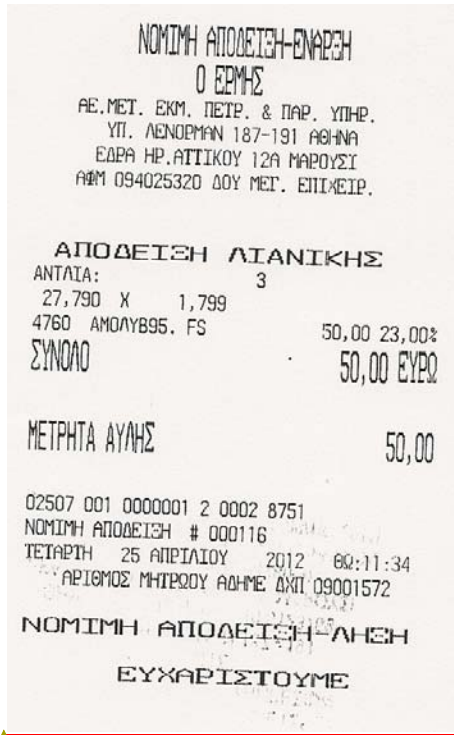 ΝΟΜΙΜΗ ΑΠΟΔΕΙΞΗ-ΕΝΑΡΞΗ
Ο ΕΡΜΗΣ
ΑΕ.ΜΕΤ. ΕΚΜ. ΠΕΤΡ. & ΠΑΡ. ΥΠΗΡ.
ΥΠ. ΛΕΝΟΡΜΑΝ 187-191 ΑΘΗΝΑ
ΕΔΡΑ ΗΡ.ΑΤΤΙΚΟΥ 12Α ΜΑΡΟΥΣΙ
ΑΦΜ 094025320 ΔΟΥ ΜΕΓ. ΕΠΙΧΕΙΡ.
ΑΠΟΔΕΙΞΗ ΛΙΑΝΙΚΗΣ
ΑΝΤΛΙΑ: 3
27,790 X 1,799
4760 ΑΜΟΛΥΒ95. FS 50,00 23,00%
ΣΥΝΟΛΟ 50,00 ΕΥΡΩ
ΜΕΤΡΗΤΑ ΑΥΛΗΣ 50,00
02507 001 0000001 2 0002 8751
ΝΟΜΙΜΗ ΑΠΟΔΕΙΞΗ # 000116
ΤΕΤΑΡΤΗ 25 ΑΠΡΙΛΙΟΥ 2012 :11:34
ΑΡΙΘΜΟΣ ΜΗΤΡΩΟΥ ΑΔΗΜΕ ΔΧΠ 09001572
ΝΟΜΙΜΗ ΑΠΟΔΕΙΞΗ-ΛΗΞΗ
ΕΥΧΑΡΙΣΤΟΥΜΕ